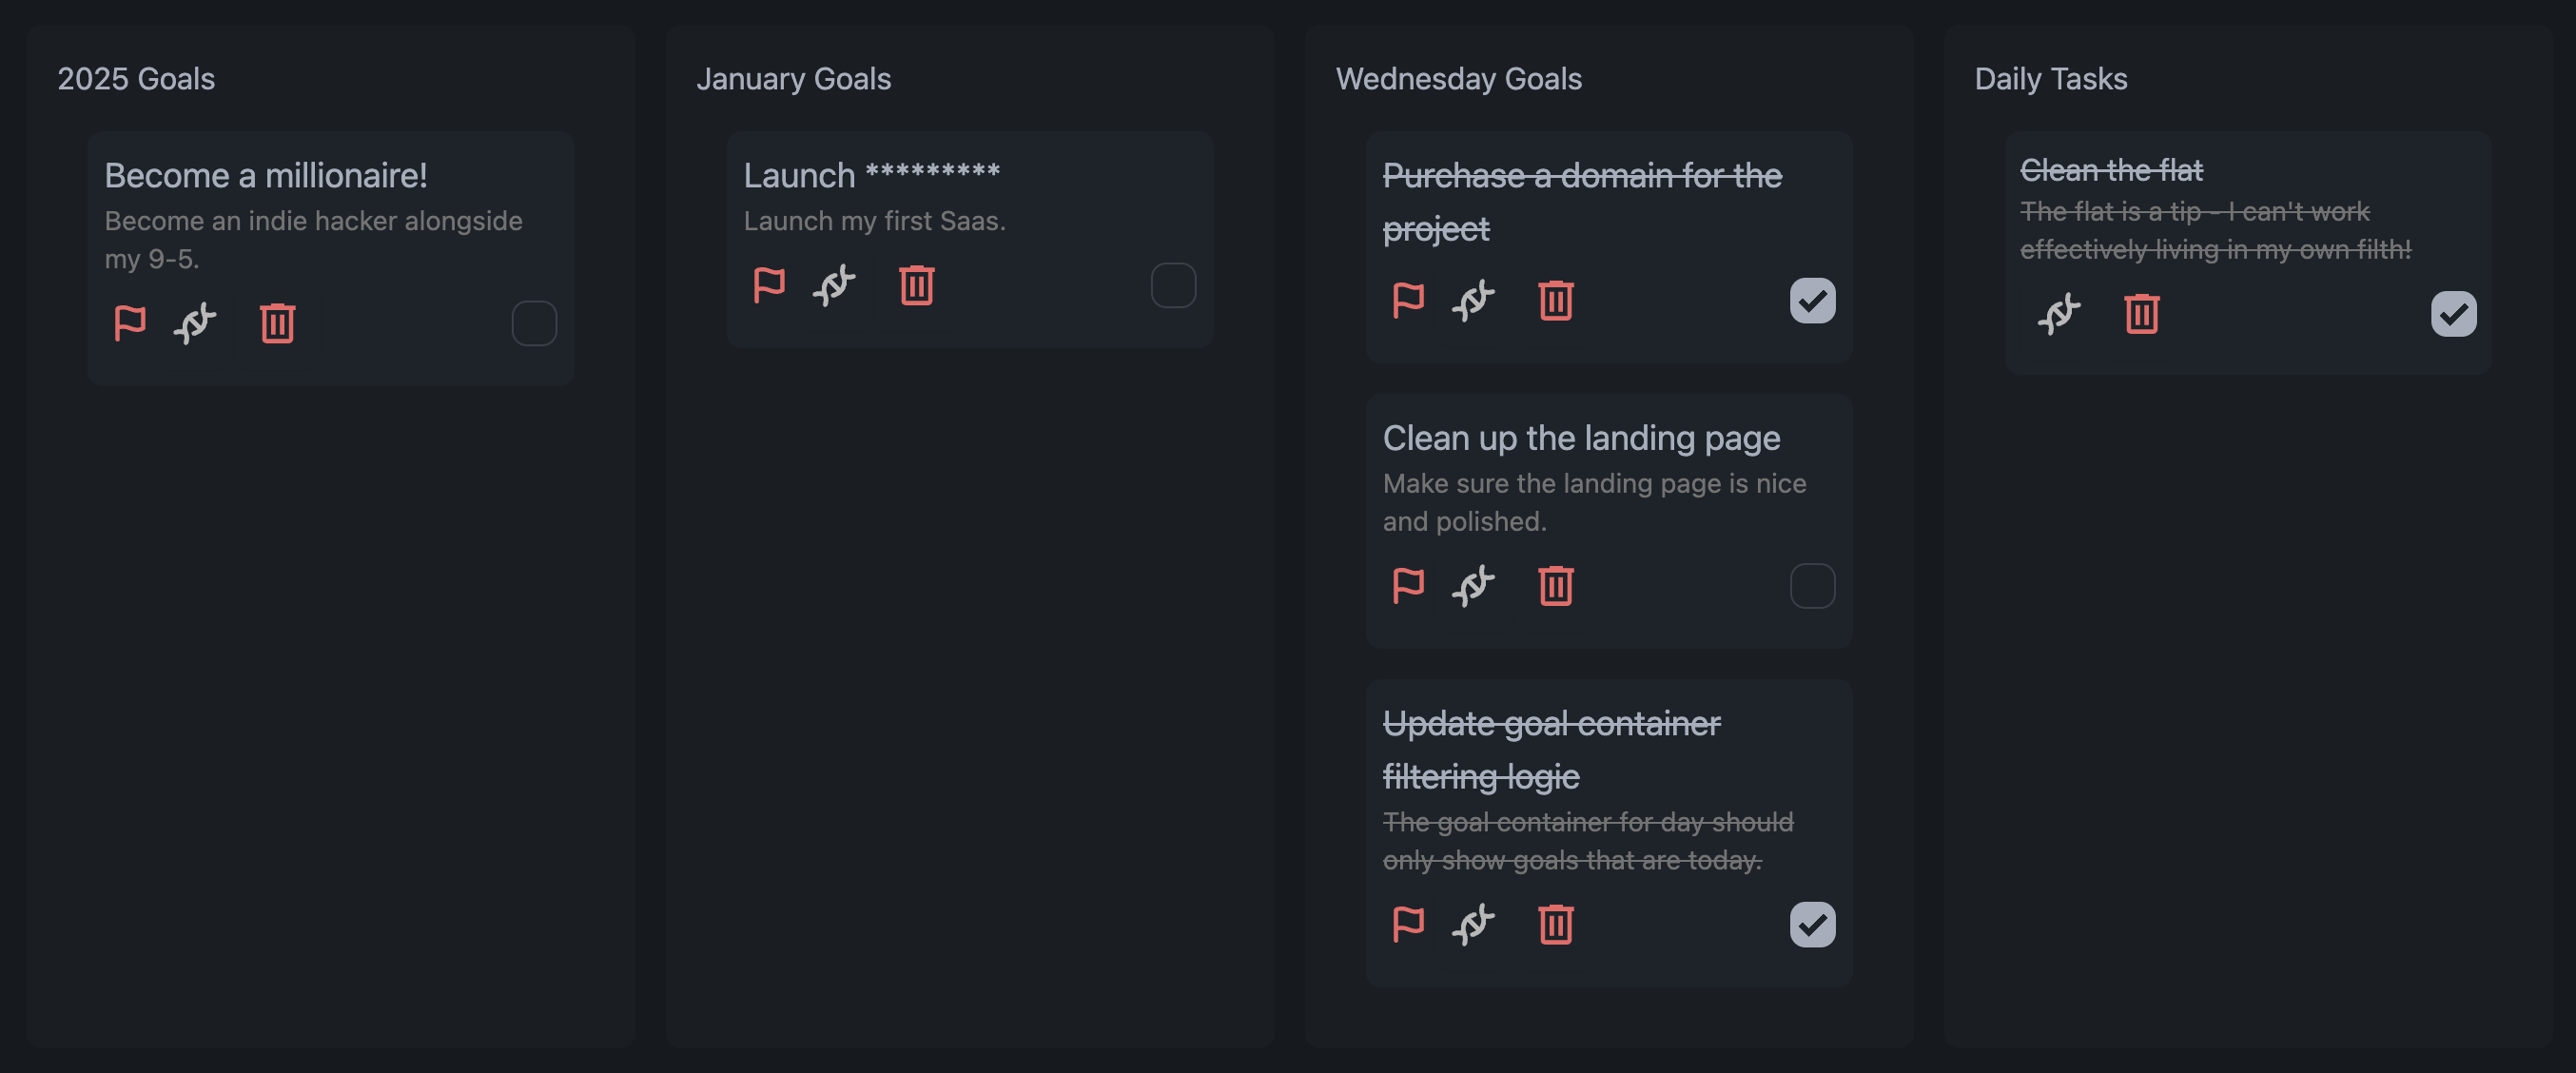 2025 Goals
Become a millionaire!
Become an indie hacker alongside
my 9-5.
January Goals
Launch *********
Launch my first Saas.
Wednesday Goals
Purchase a domain for the
project
Clean up the landing page
Make sure the landing page is nice
and polished.
Update goal container
filtering logic
The goal container for day should
only show goals that are today.
Daily Tasks
Clean the flat
The flat is a tip - I can't work
effectively living in my own filth!